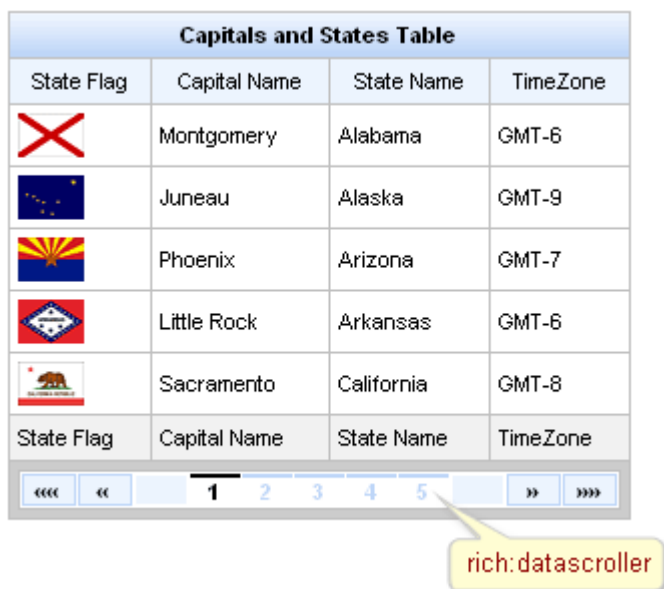 Capitals and States Table
State Flag Capital Name State Name TimeZone
Montgomery Alabama GMT-6
Juneau Alaska GMT-9
Phoenix Arizona GMT-7
Little Rock Arkansas GMT-6
Sacramento California GMT-8
State Flag Capital Name State Name TimeZone
«« « 1 2 3 4 5 » »»
rich:datascroller